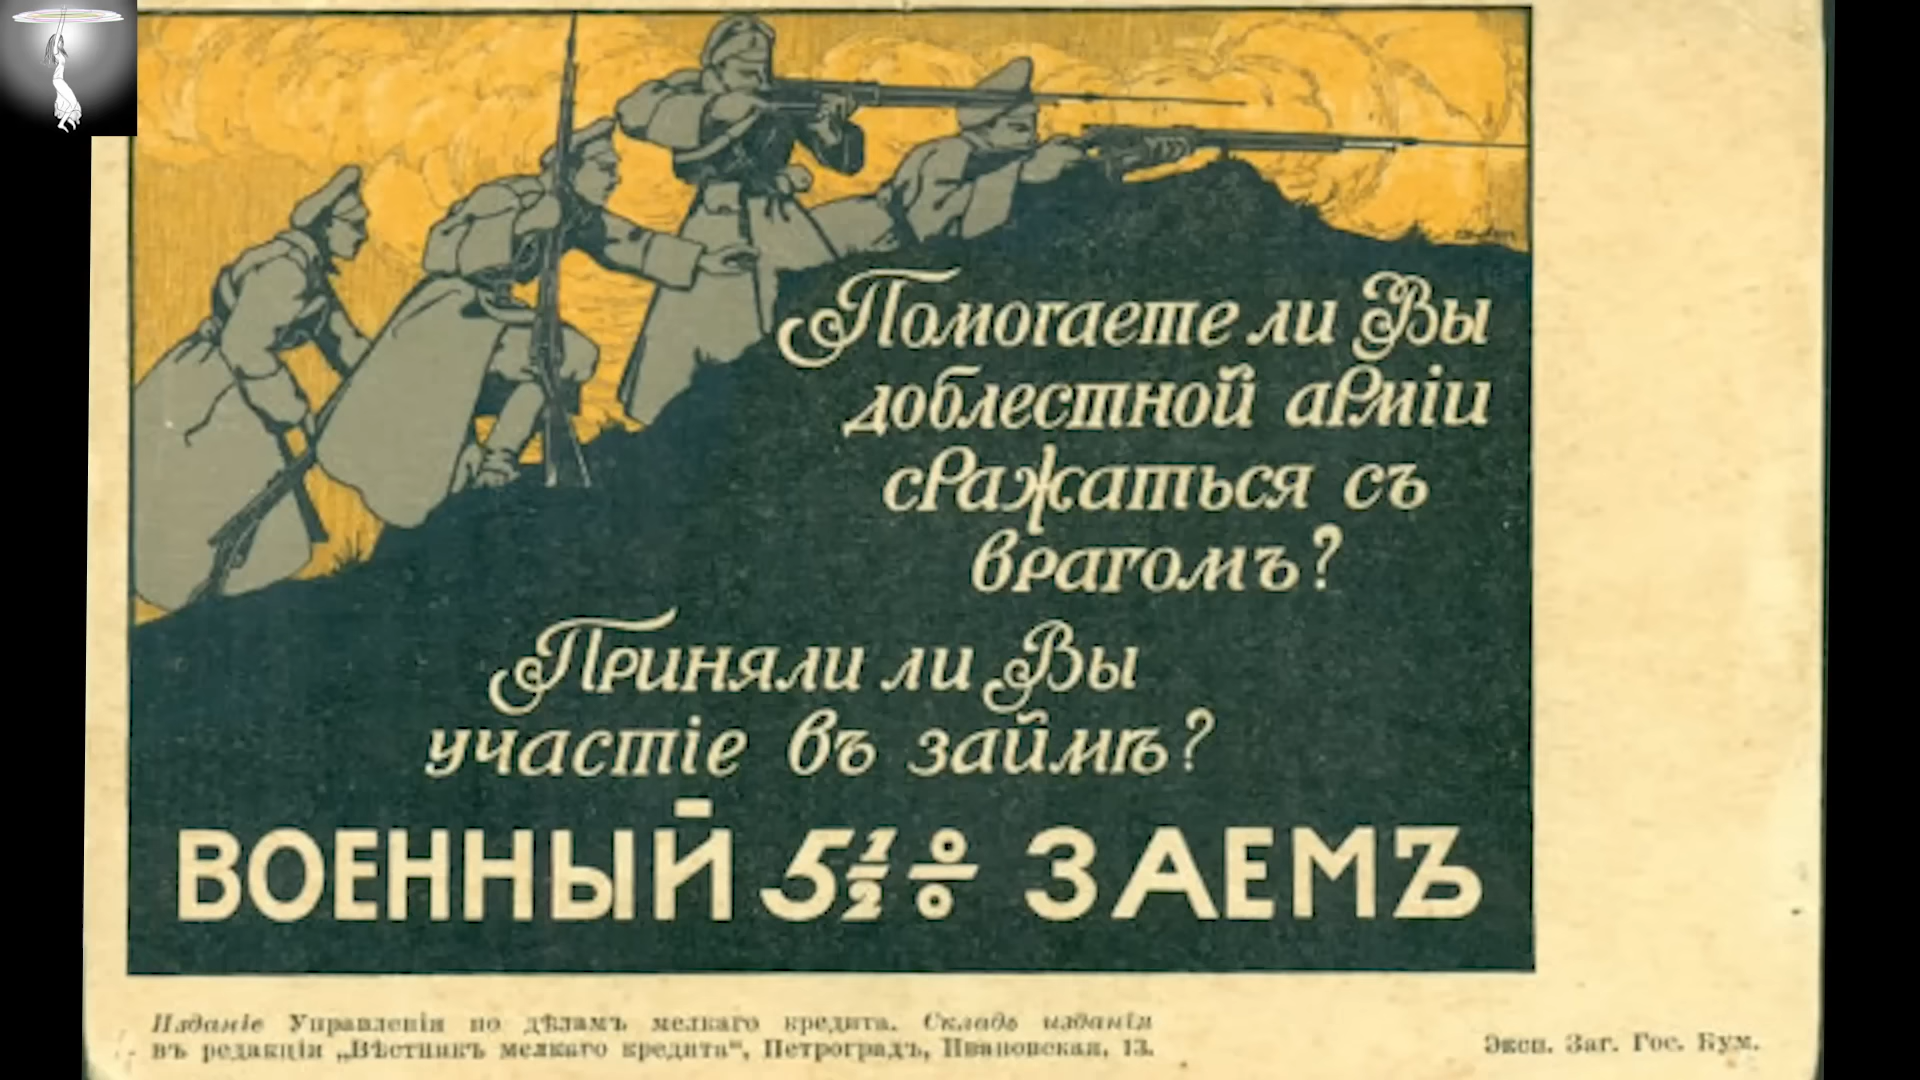 Помогаете ли Вы
доблестной арміи
сражаться съ
врагомъ?
Приняли ли Вы
участіе въ займѣ?
ВОЕННЫЙ 5½% ЗАЕМЪ
Изданіе Управленія по дѣламъ мелкаго кредита. Складъ изданія
въ редакціи „Вѣстникъ мелкаго кредита“, Петроградъ, Ивановская, 13.
Эксп. Заг. Гос. Бум.